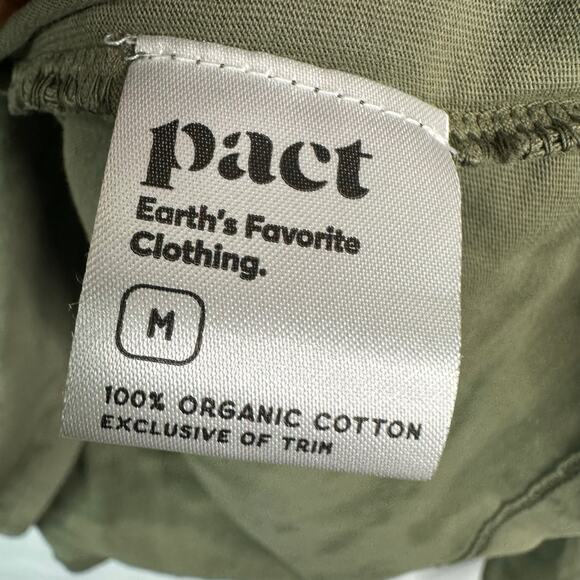 pact
Earth's Favorite
Clothing.
M
100% ORGANIC COTTON
EXCLUSIVE OF TRIM